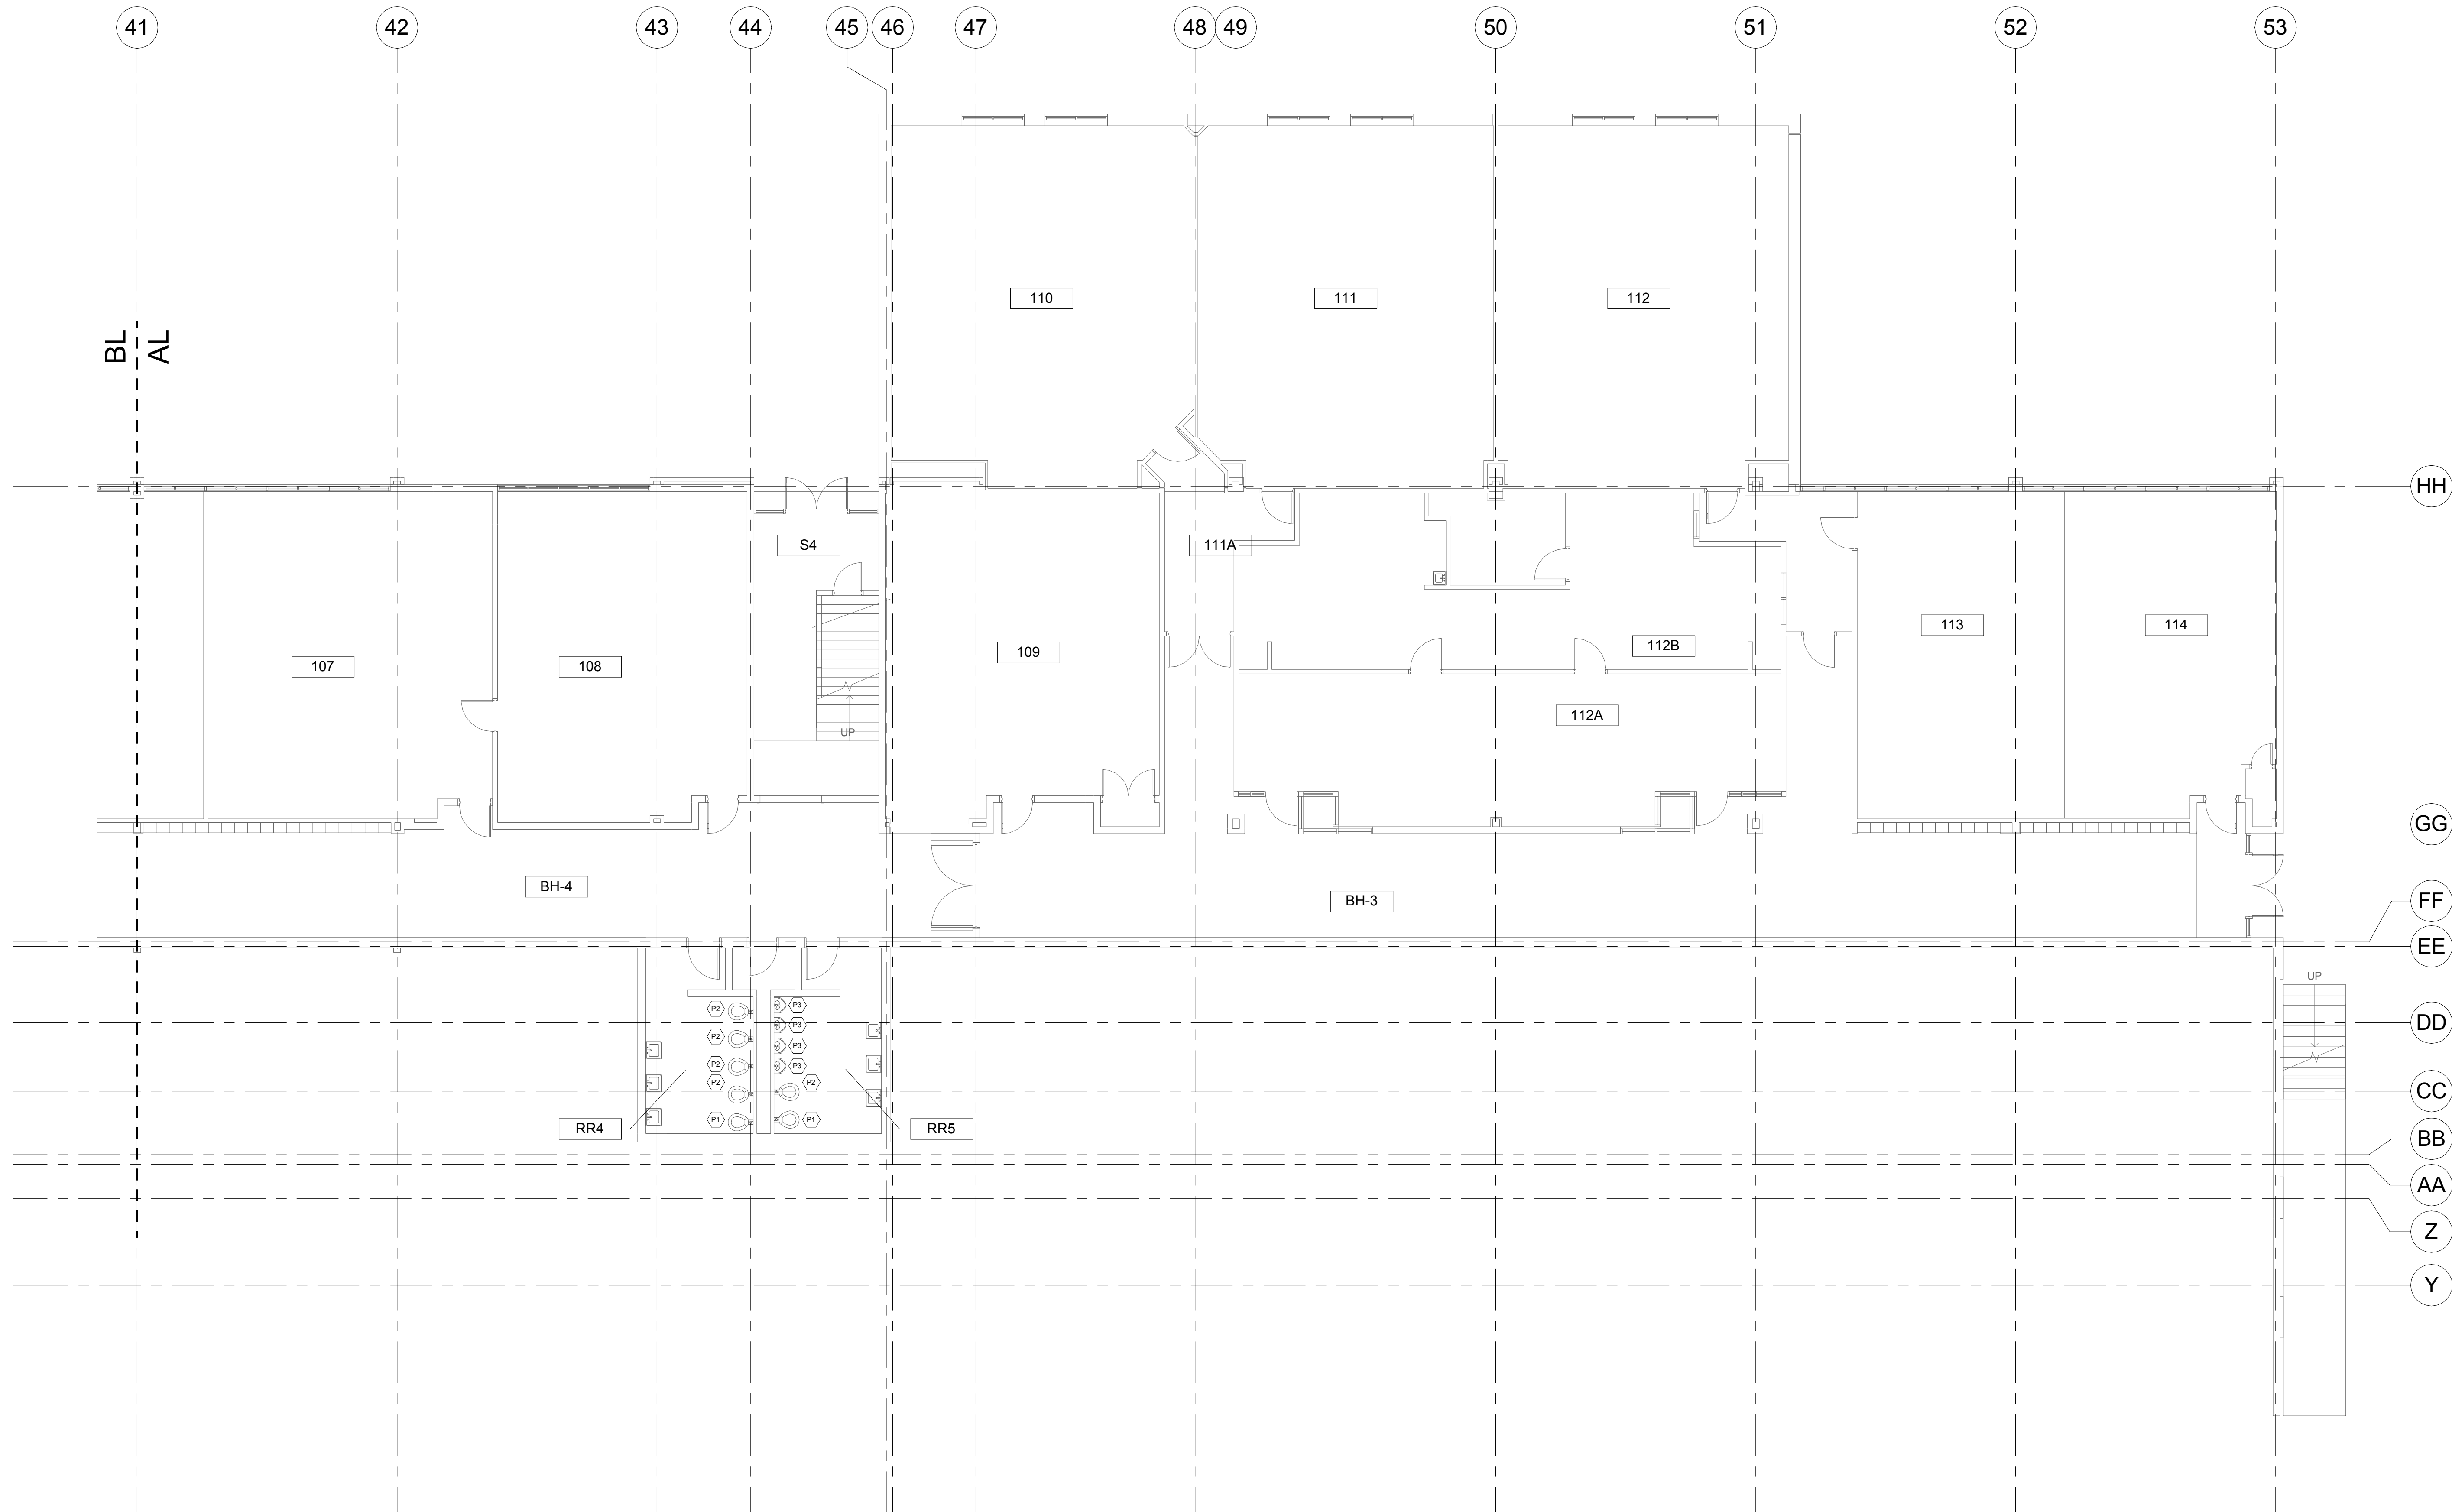 41
42
43
44
45
46
47
48
49
50
51
52
53
110
111
112
BL
AL
HH
S4
111A
113
114
112B
109
107
108
112A
UP
GG
BH-4
BH-3
FF
EE
UP
P2
P3
DD
P3
P2
P3
P2
P3
P2
P2
CC
P1
P1
RR4
RR5
BB
AA
Z
Y